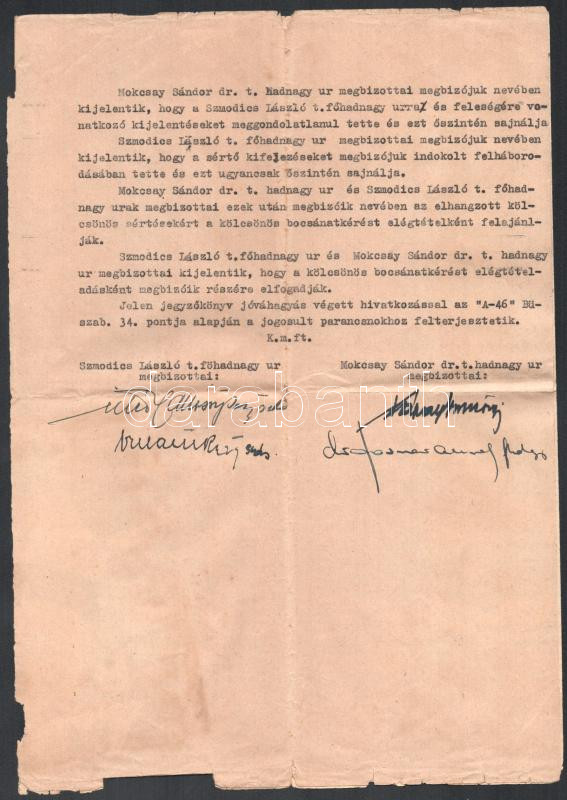 Mokcsay Sándor dr. t. hadnagy ur megbizottai megbizójuk nevében
kijelentik, hogy a Szmodics László t.főhadnagy urra és feleségére vo-
natkozó kijelentéseket meggondolatlanul tette és ezt őszintén sajnálja
Szmodics László t. főhadnagy ur megbizottai megbizójuk nevében
kijelentik, hogy a sértő kifejezéseket megbizójuk indokolt felháboro-
dásában tette és ezt ugyancsak őszintén sajnálja.
Mokcsay Sándor dr. t. hadnagy ur és Szmodics László t. főhad-
nagy urak megbizottai ezek után megbizóik nevében az elhangzott köl-
csönös sértésekért a kölcsönös bocsánatkérést elégtételként felajánl-
ják.
Szmodics László t.főhadnagy ur és Mokcsay Sándor dr. t. hadnagy
ur megbizottai kijelentik, hogy a kölcsönös bocsánatkérést elégtétel-
adásként megbizóik részére elfogadják.
Jelen jegyzőkönyv jóváhagyás végett hivatkozással az "A-46" Bü-
szab. 34. pontja alapján a jogosult parancsnokhoz felterjesztetik.
K.m.ft.
Szmodics László t.főhadnagy ur Mokcsay Sándor dr.t.hadnagy ur
megbizottai: megbizottai:
darabanth